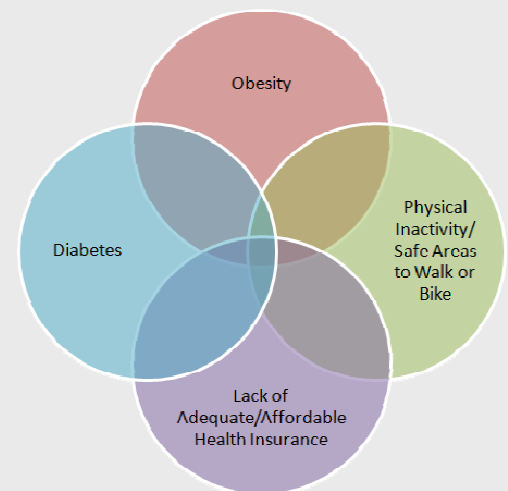 Obesity
Diabetes
Physical
Inactivity/
Safe Areas
to Walk or
Bike
Lack of
Adequate/Affordable
Health Insurance